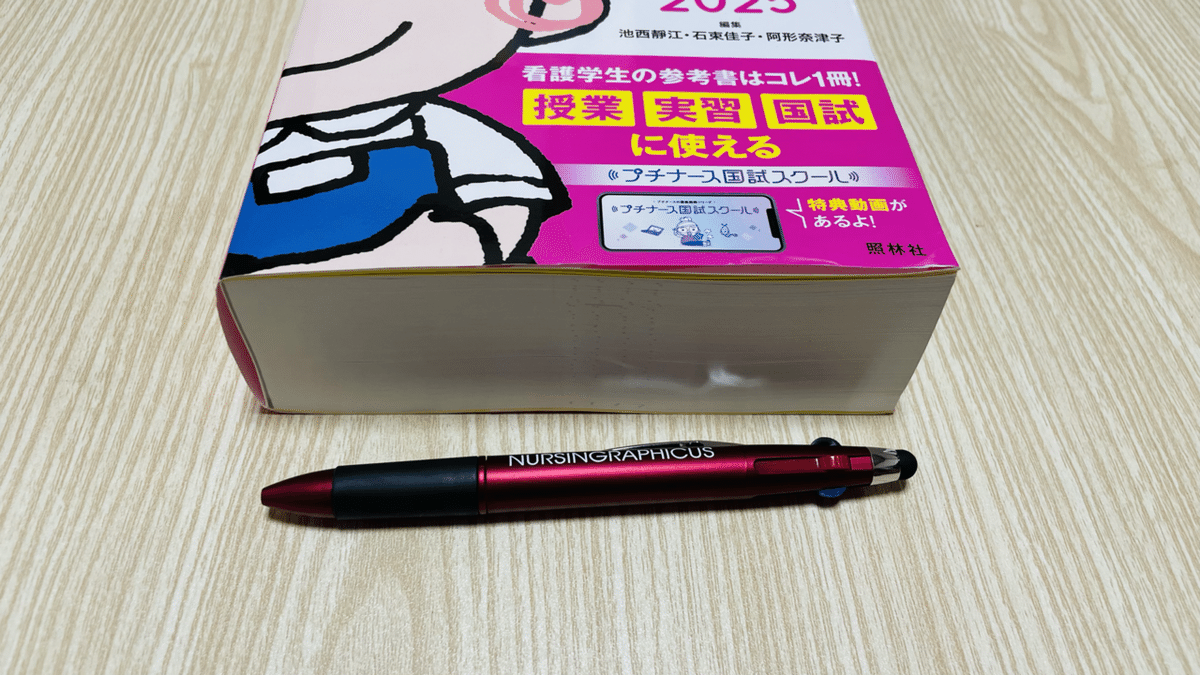 2025
編集
池西靜江・石束佳子・阿形奈津子
看護学生の参考書はコレ1冊!
授業 実習 国試
に使える
プチナース国試スクール
プチナース国試スクール
特典動画が
あるよ!
照林社
NURSINGRAPHICUS